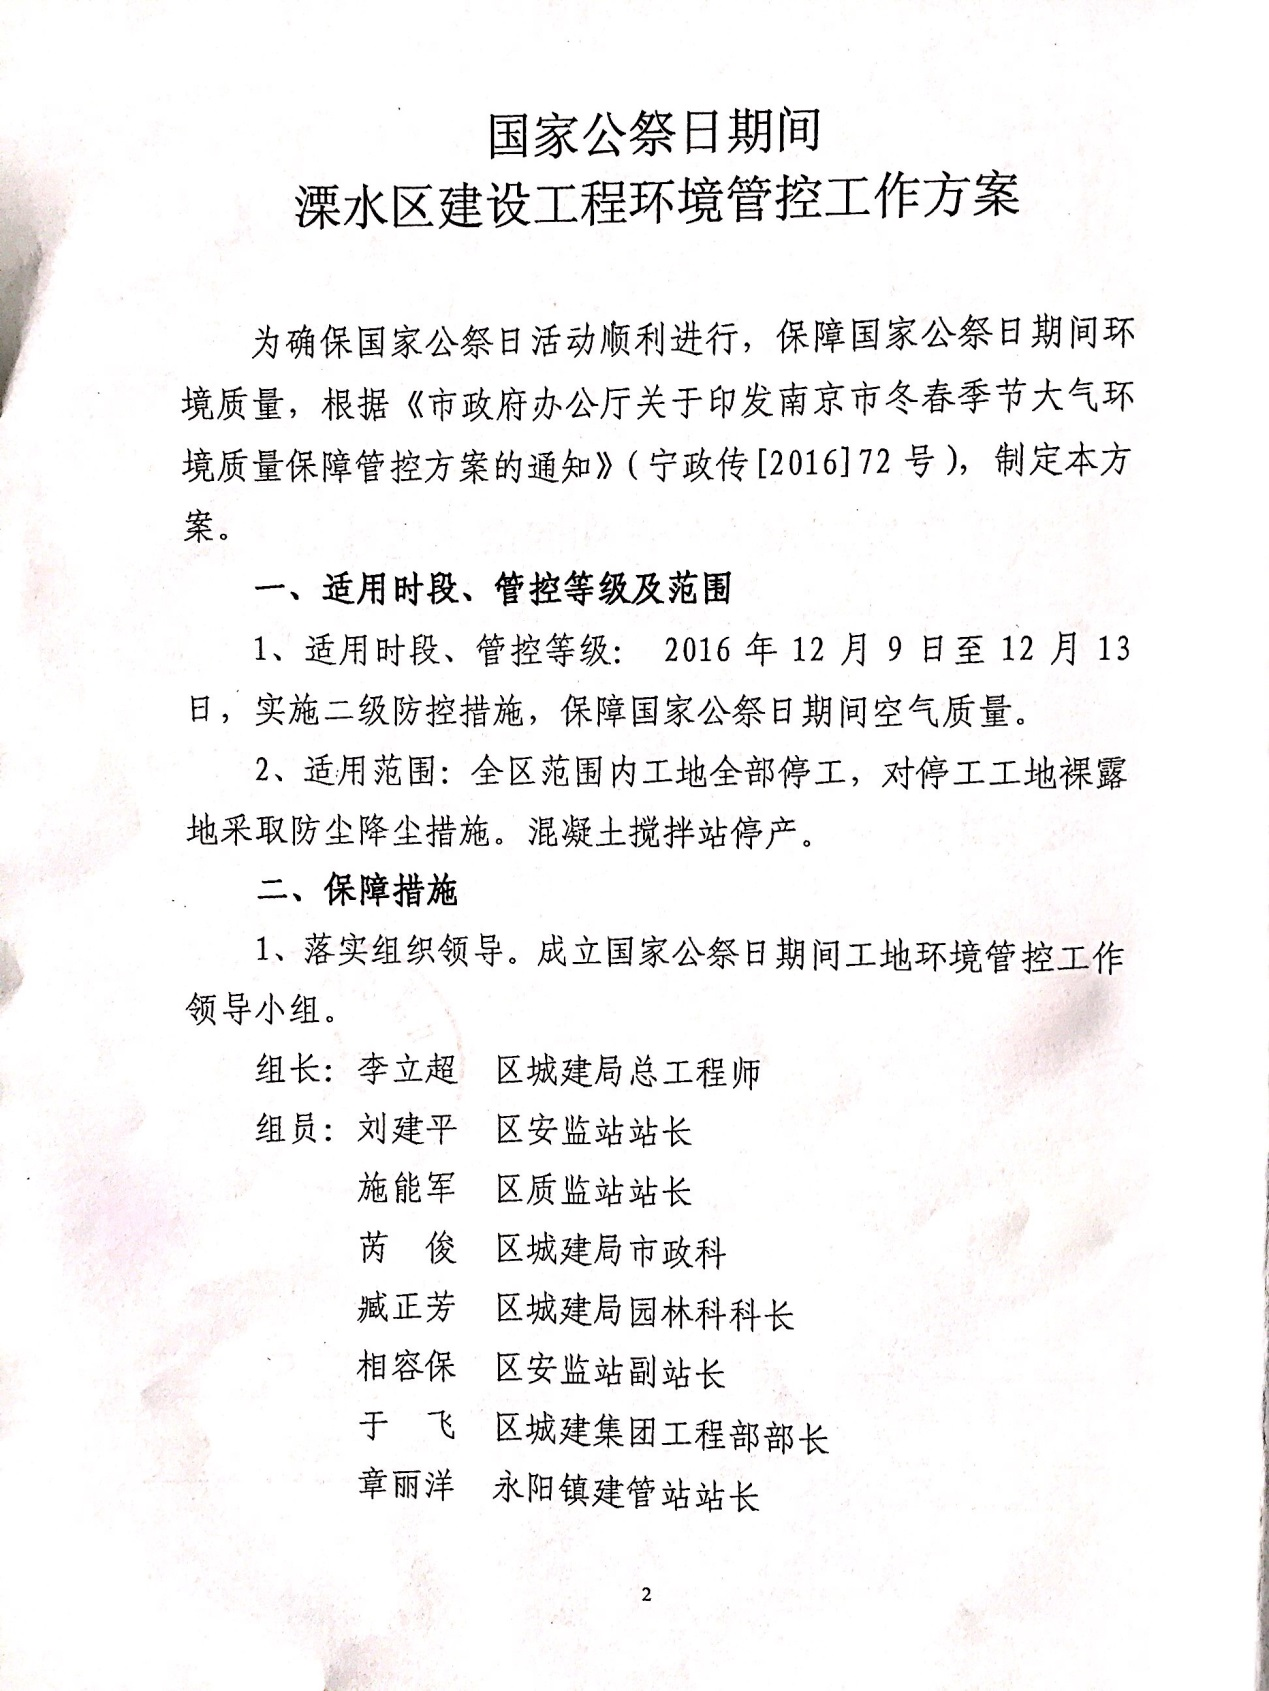 国家公祭日期间
溧水区建设工程环境管控工作方案
为确保国家公祭日活动顺利进行，保障国家公祭日期间环
境质量，根据《市政府办公厅关于印发南京市冬春季节大气环
境质量保障管控方案的通知》（宁政传[2016]72号），制定本方
案。
一、适用时段、管控等级及范围
1、适用时段、管控等级： 2016年12月9日至12月13
日，实施二级防控措施，保障国家公祭日期间空气质量。
2、适用范围：全区范围内工地全部停工，对停工工地裸露
地采取防尘降尘措施。混凝土搅拌站停产。
二、保障措施
1、落实组织领导。成立国家公祭日期间工地环境管控工作
领导小组。
组长：李立超 区城建局总工程师
组员：刘建平 区安监站站长
施能军 区质监站站长
芮 俊 区城建局市政科
臧正芳 区城建局园林科科长
相容保 区安监站副站长
于 飞 区城建集团工程部部长
章丽洋 永阳镇建管站站长
2